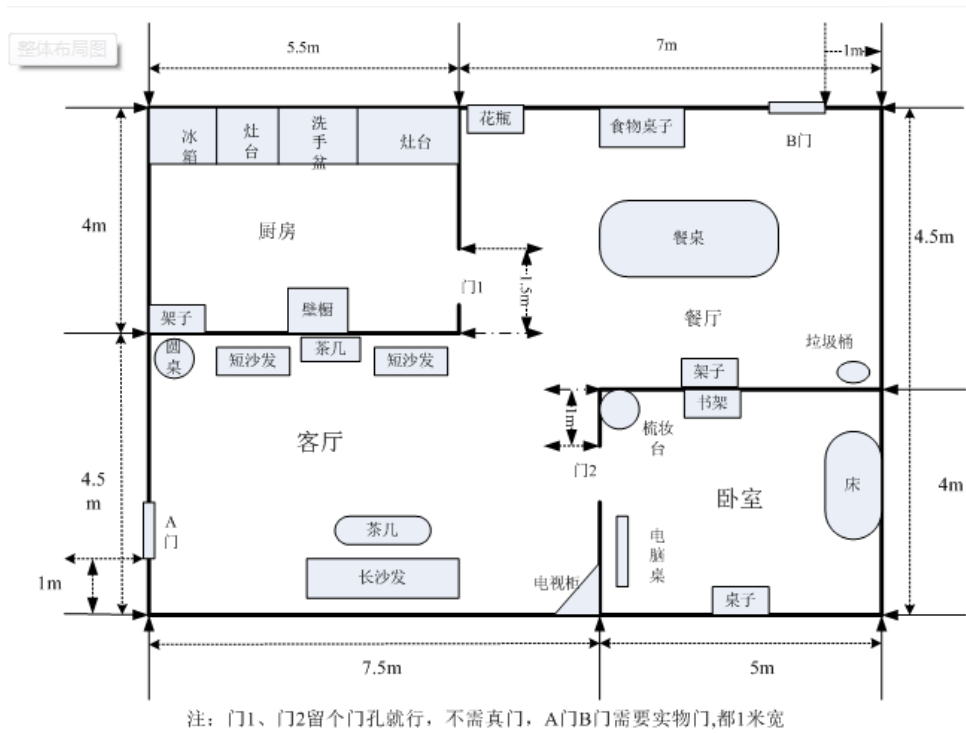 整体布局图
5.5m
7m
1m
冰箱
灶台
洗手盆
灶台
花瓶
食物桌子
B门
4m
厨房
餐桌
4.5m
门1
1.5m
架子
壁橱
餐厅
圆桌
短沙发
茶几
短沙发
架子
垃圾桶
书架
1m
梳妆台
客厅
门2
4.5m
卧室
床
4m
A门
茶几
电脑桌
1m
长沙发
电视柜
桌子
7.5m
5m
注：门1、门2留个门孔就行，不需真门，A门B门需要实物门,都1米宽